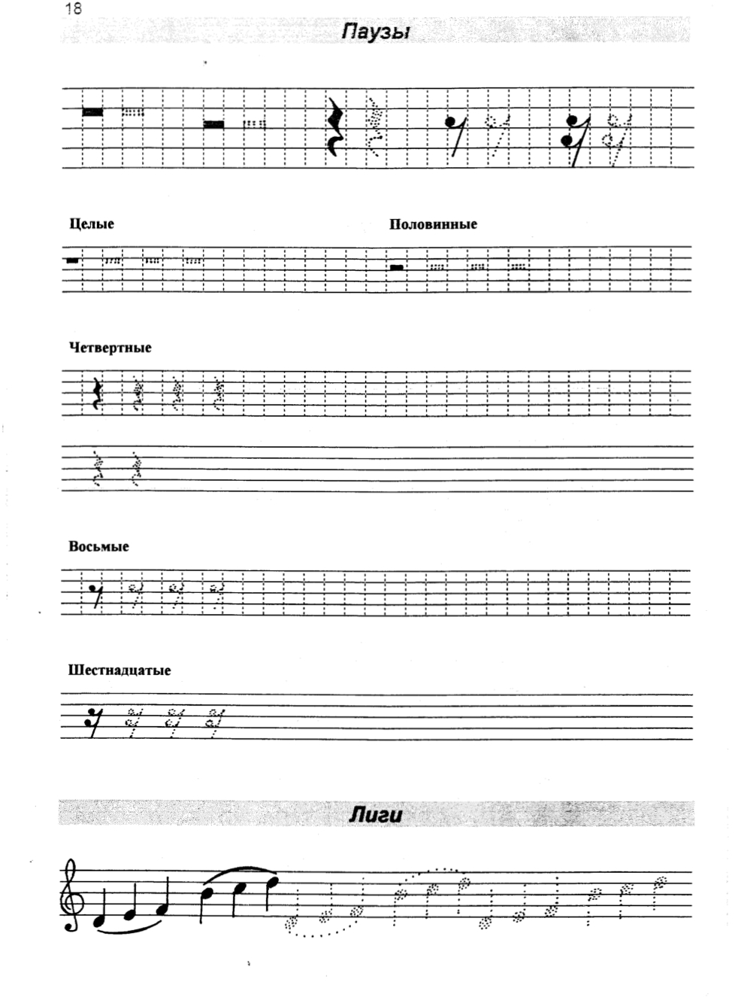 18
Паузы
Целые
Половинные
Четвертные
Восьмые
Шестнадцатые
Лиги